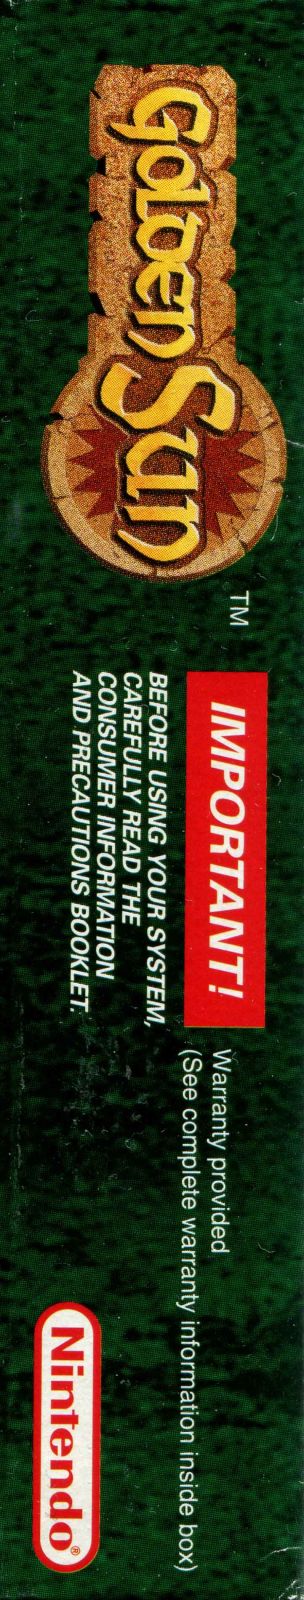 Golden Sun TM
IMPORTANT!
BEFORE USING YOUR SYSTEM,
CAREFULLY READ THE
CONSUMER INFORMATION
AND PRECAUTIONS BOOKLET.
Warranty provided
(See complete warranty information inside box)
Nintendo®